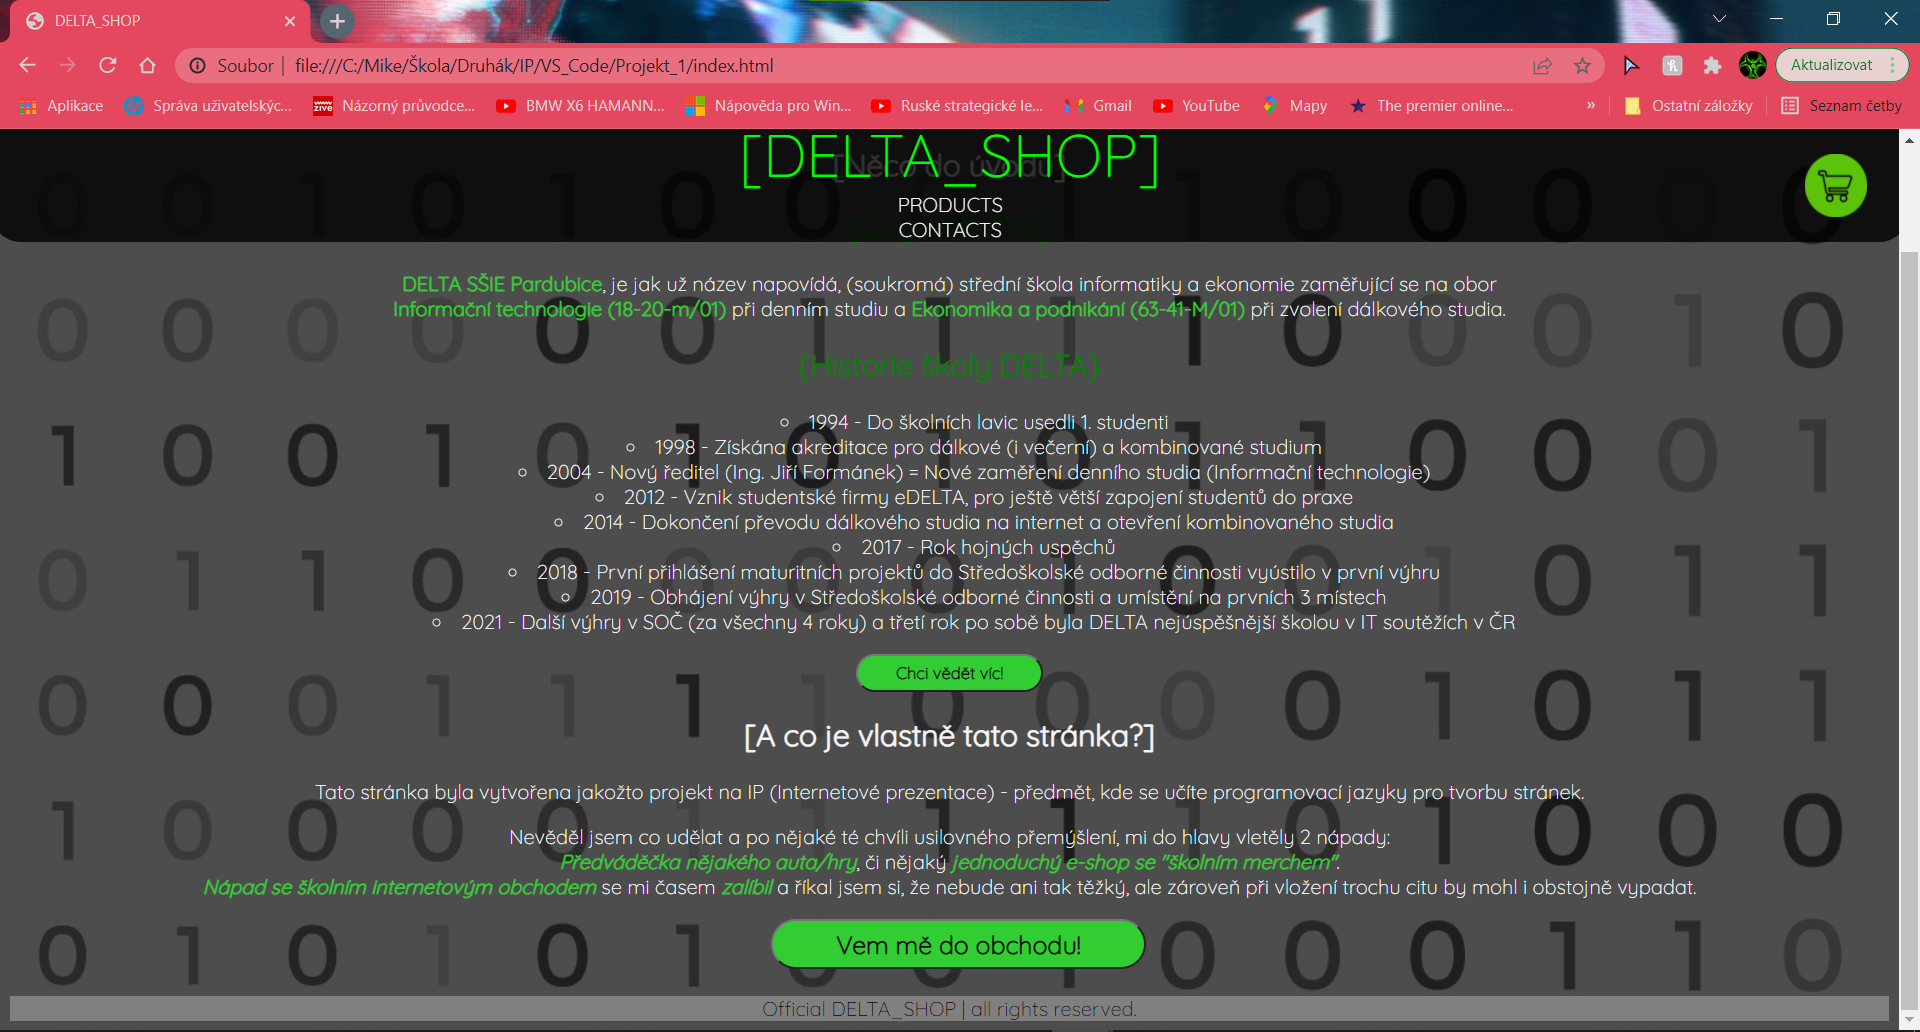 DELTA_SHOP
Soubor | file:///C:/Mike/Škola/Druhák/IP/VS_Code/Projekt_1/index.html
Aktualizovat
Aplikace
Správa uživatelskýc...
Názorný průvodce...
BMW X6 HAMANN...
Nápověda pro Win...
Ruské strategické le...
Gmail
YouTube
Mapy
The premier online...
»
Ostatní záložky
Seznam četby
[DELTA_SHOP]
[Něco do úvodu]
PRODUCTS
CONTACTS
DELTA SŠIE Pardubice, je jak už název napovídá, (soukromá) střední škola informatiky a ekonomie zaměřující se na obor
Informační technologie (18-20-m/01) při denním studiu a Ekonomika a podnikání (63-41-M/01) při zvolení dálkového studia.
{Historie školy DELTA}
1994 - Do školních lavic usedli 1. studenti
1998 - Získána akreditace pro dálkové (i večerní) a kombinované studium
2004 - Nový ředitel (Ing. Jiří Formánek) = Nové zaměření denního studia (Informační technologie)
2012 - Vznik studentské firmy eDELTA, pro ještě větší zapojení studentů do praxe
2014 - Dokončení převodu dálkového studia na internet a otevření kombinovaného studia
2017 - Rok hojných uspěchů
2018 - První přihlášení maturitních projektů do Středoškolské odborné činnosti vyústilo v první výhru
2019 - Obhájení výhry v Středoškolské odborné činnosti a umístění na prvních 3 místech
2021 - Další výhry v SOČ (za všechny 4 roky) a třetí rok po sobě byla DELTA nejúspěšnější školou v IT soutěžích v ČR
Chci vědět víc!
[A co je vlastně tato stránka?]
Tato stránka byla vytvořena jakožto projekt na IP (Internetové prezentace) - předmět, kde se učíte programovací jazyky pro tvorbu stránek.
Nevěděl jsem co udělat a po nějaké té chvíli usilovného přemýšlení, mi do hlavy vletěly 2 nápady:
Předváděčka nějakého auta/hry, či nějaký jednoduchý e-shop se "školním merchem".
Nápad se školním internetovým obchodem se mi časem zalíbil a říkal jsem si, že nebude ani tak těžký, ale zároveň při vložení trochu citu by mohl i obstojně vypadat.
Vem mě do obchodu!
Official DELTA_SHOP | all rights reserved.